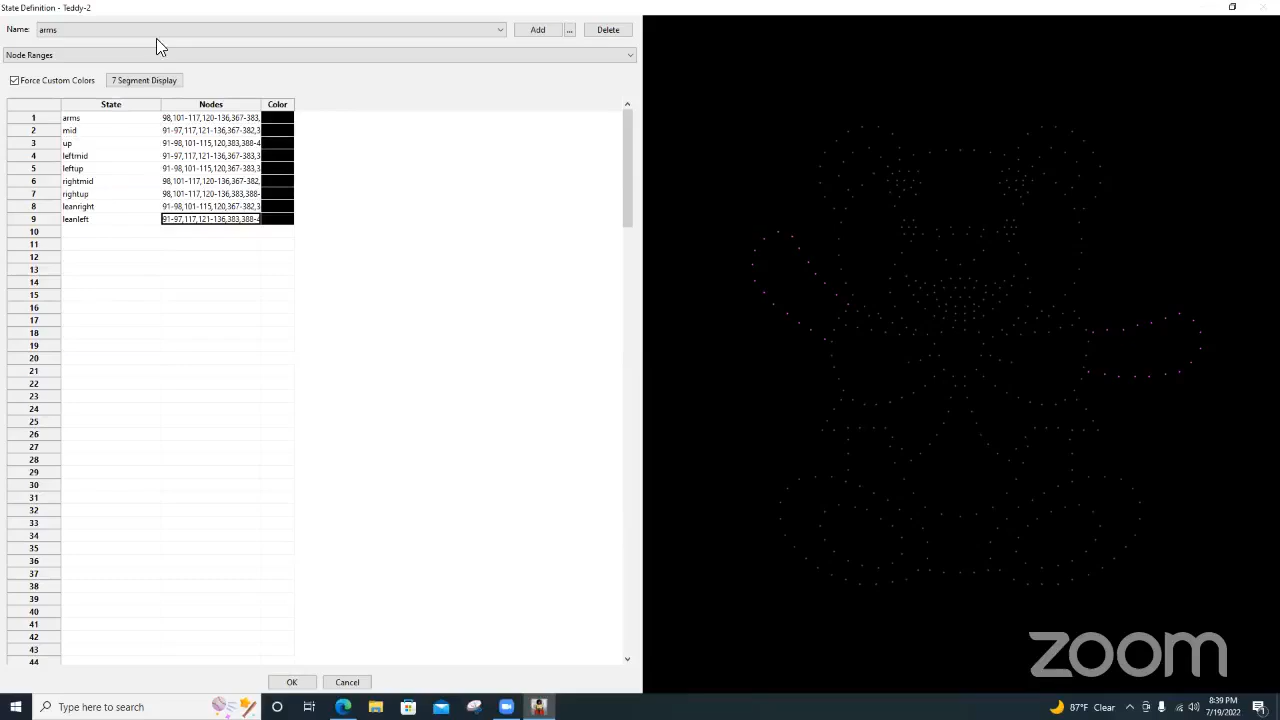 State Definition - Teddy-2
Name: arms Add ... Delete
Node Ranges
Force Custom Colors 7 Segment Display
State Nodes Color
1 arms 98,101-117,120-136,367-383,
2 mid 91-97,117,121-136,367-382,3
3 up 91-98,101-115,120,383,388-4
4 leftmid 91-97,117,121-136,367-383,3
5 leftup 91-98,101-115,120,367-383,3
6 rightmid 98,101-117,120-136,367-382,
7 rightup 98,101-117,120-136,383,388-
8 leanright 91-98,101-115,120,367-382,3
9 leanleft 91-97,117,121-136,383,388-4
10
11
12
13
14
15
16
17
18
19
20
21
22
23
24
25
26
27
28
29
30
31
32
33
34
35
36
37
38
39
40
41
42
43
44
OK Cancel
zoom
Type here to search
87°F Clear
8:39 PM
7/19/2022